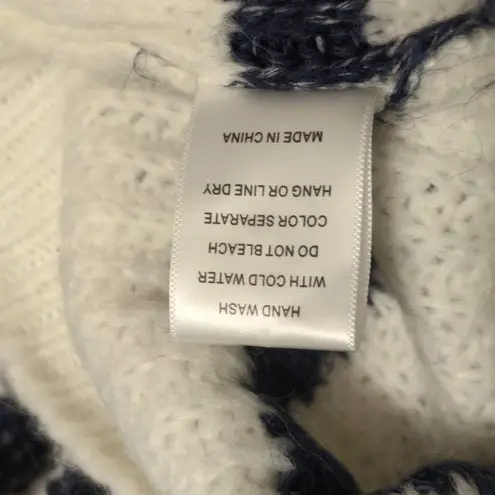 HAND WASH
WITH COLD WATER
DO NOT BLEACH
COLOR SEPARATE
HANG OR LINE DRY
MADE IN CHINA